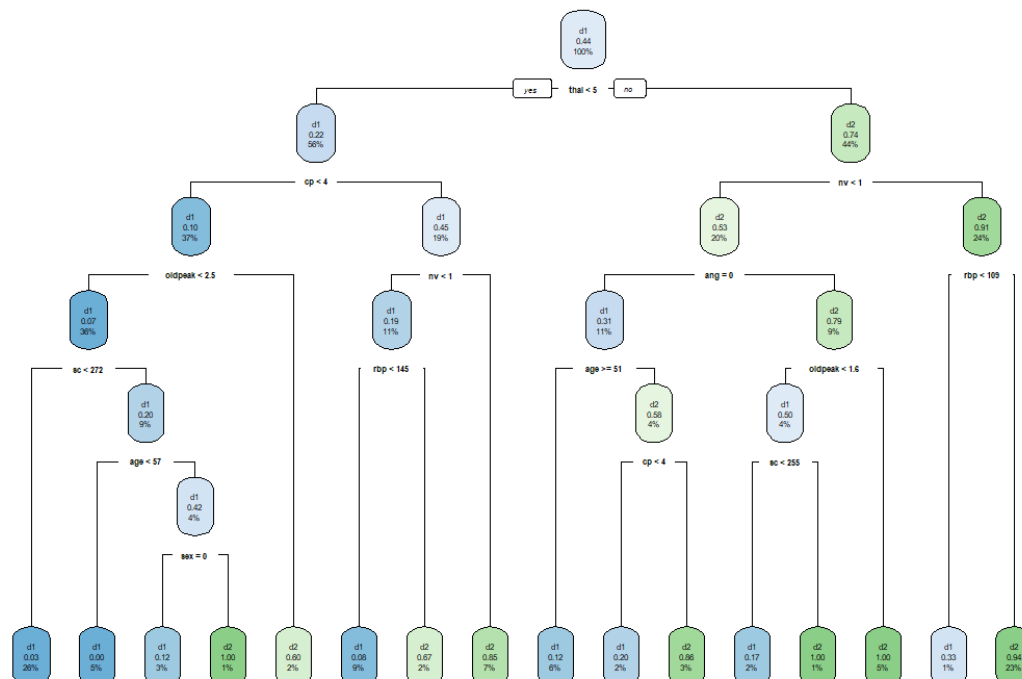 d1
0.44
100%
yes thal < 5 no
d1
0.22
56%
d2
0.74
44%
cp < 4
nv < 1
d1
0.10
37%
d1
0.45
19%
d2
0.53
20%
d2
0.91
24%
oldpeak < 2.5
nv < 1
ang = 0
rbp < 109
d1
0.07
36%
d1
0.19
11%
d1
0.31
11%
d2
0.79
9%
sc < 272
rbp < 145
age >= 51
oldpeak < 1.6
d1
0.20
9%
d2
0.58
4%
d1
0.50
4%
age < 57
cp < 4
sc < 255
d1
0.42
4%
sex = 0
d1
0.03
26%
d1
0.00
5%
d1
0.12
3%
d2
1.00
1%
d2
0.60
2%
d1
0.08
9%
d2
0.67
2%
d2
0.85
7%
d1
0.12
6%
d1
0.20
2%
d2
0.86
3%
d1
0.17
2%
d2
1.00
1%
d2
1.00
5%
d1
0.33
1%
d2
0.94
23%